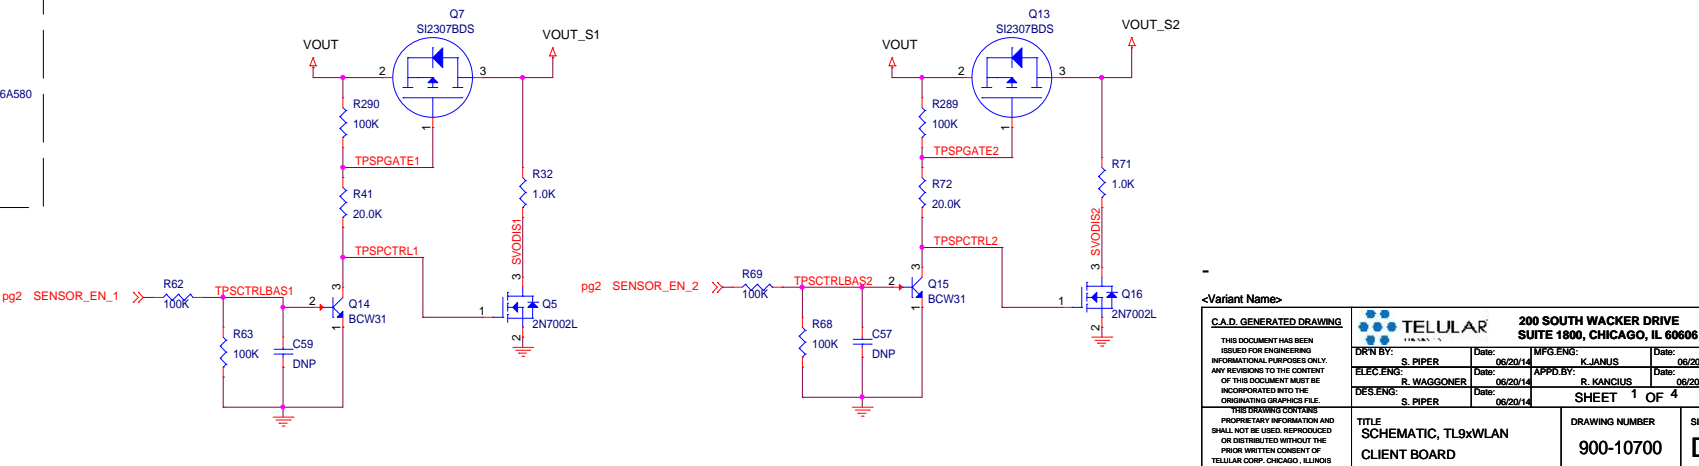 6A580
Q7
SI2307BDS
VOUT
VOUT_S1
2
3
1
R290
100K
TPSPGATE1
R41
20.0K
R32
1.0K
TPSPCTRL1
SVODIS1
pg2 SENSOR_EN_1
R62
100K
TPSCTRLBAS1
2
3
1
Q14
BCW31
R63
100K
C59
DNP
1
3
2
Q5
2N7002L
Q13
SI2307BDS
VOUT
VOUT_S2
2
3
1
R289
100K
TPSPGATE2
R72
20.0K
R71
1.0K
TPSPCTRL2
SVODIS2
pg2 SENSOR_EN_2
R69
100K
TPSCTRLBAS2
2
3
1
Q15
BCW31
R68
100K
C57
DNP
1
3
2
Q16
2N7002L
-
<Variant Name>
C.A.D. GENERATED DRAWING
THIS DOCUMENT HAS BEEN
ISSUED FOR ENGINEERING
INFORMATIONAL PURPOSES ONLY.
ANY REVISIONS TO THE CONTENT
OF THIS DOCUMENT MUST BE
INCORPORATED INTO THE
ORIGINATING GRAPHICS FILE.
THIS DRAWING CONTAINS
PROPRIETARY INFORMATION AND
SHALL NOT BE USED. REPRODUCED
OR DISTRIBUTED WITHOUT THE
PRIOR WRITTEN CONSENT OF
TELULAR CORP. CHICAGO , ILLINOIS
TELULAR
200 SOUTH WACKER DRIVE
SUITE 1800, CHICAGO, IL 60606
DR'N BY:
S. PIPER
Date:
06/20/14
MFG.ENG:
K.JANUS
Date:
06/20
ELEC.ENG:
R. WAGGONER
Date:
06/20/14
APPD.BY:
R. KANCIUS
Date:
06/20
DES.ENG:
S. PIPER
Date:
06/20/14
SHEET 1 OF 4
TITLE
SCHEMATIC, TL9xWLAN
CLIENT BOARD
DRAWING NUMBER
900-10700
SI